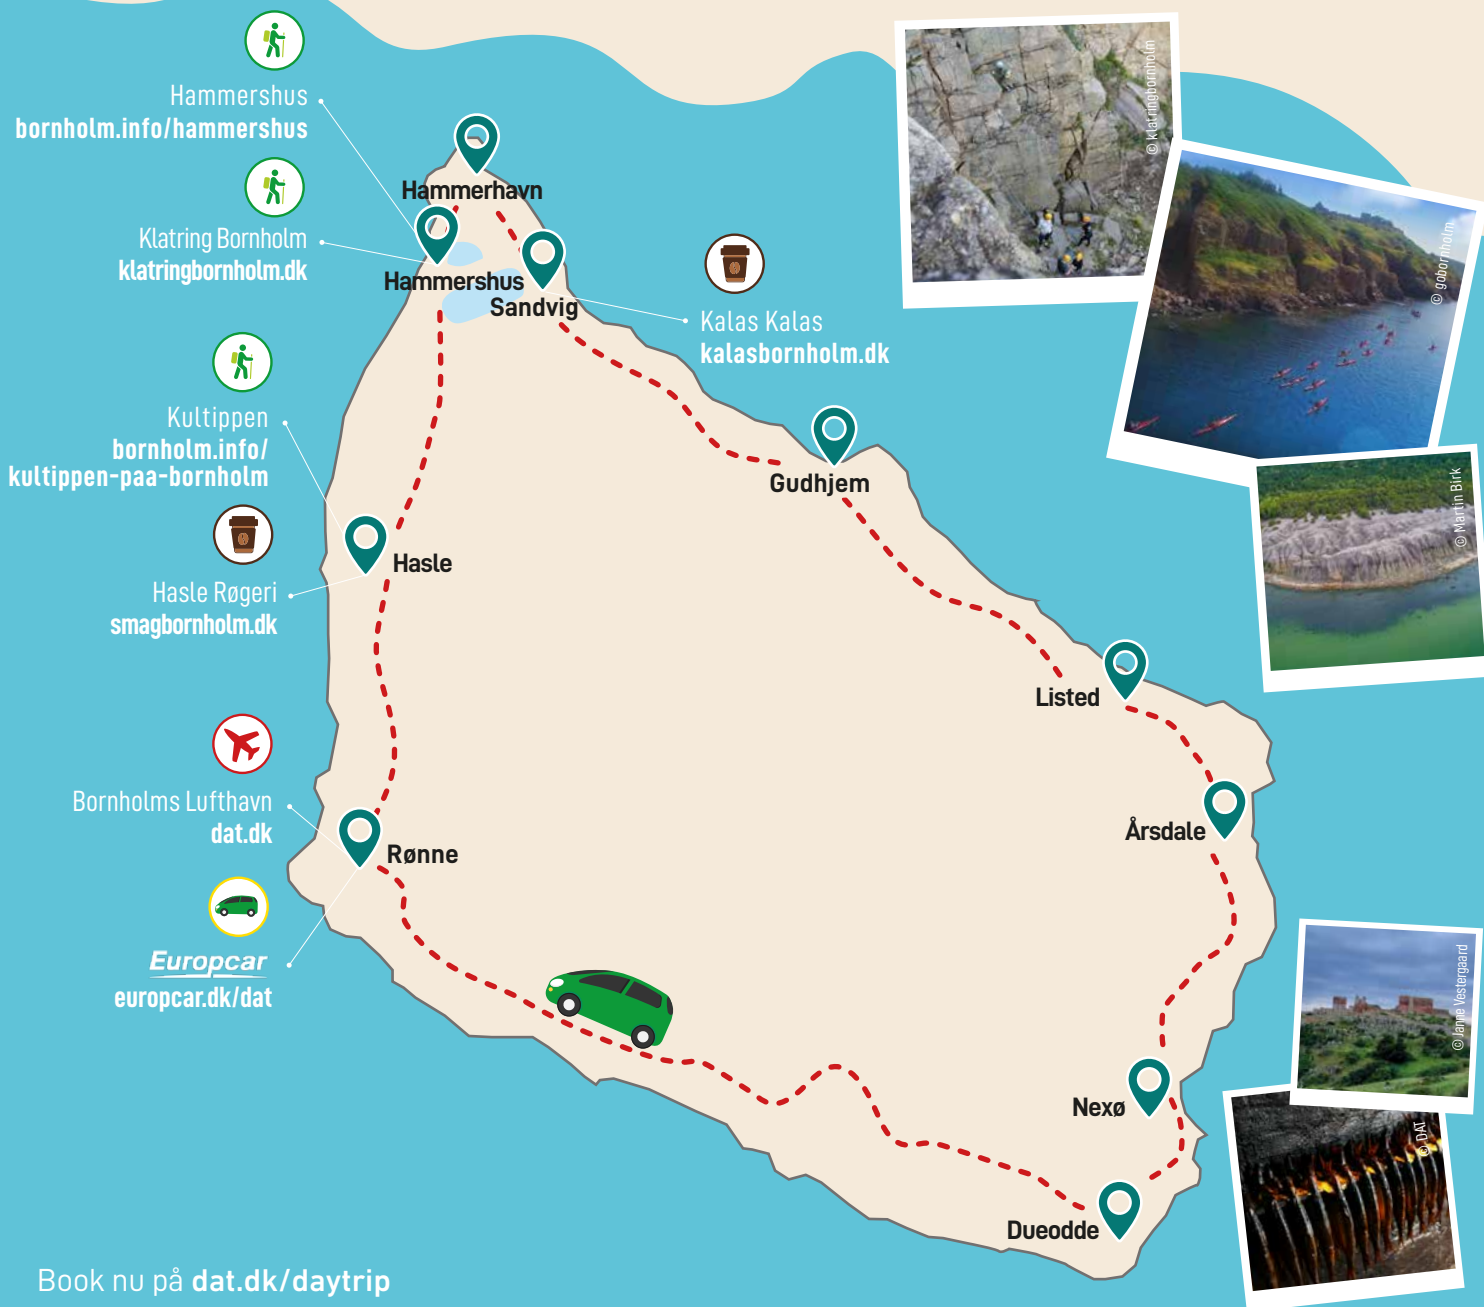 Hammershus
bornholm.info/hammershus
Klatring Bornholm
klatringbornholm.dk
Kultippen
bornholm.info/
kultippen-paa-bornholm
Hasle Røgeri
smagbornholm.dk
Bornholms Lufthavn
dat.dk
Europcar
europcar.dk/dat
Hammerhavn
Hammershus
Sandvig
Kalas Kalas
kalasbornholm.dk
Gudhjem
Hasle
Listed
Årsdale
Rønne
Nexø
Dueodde
© klatringbornholm
© gobornholm
© Martin Birk
© Janne Vestergaard
© DAT
Book nu på dat.dk/daytrip